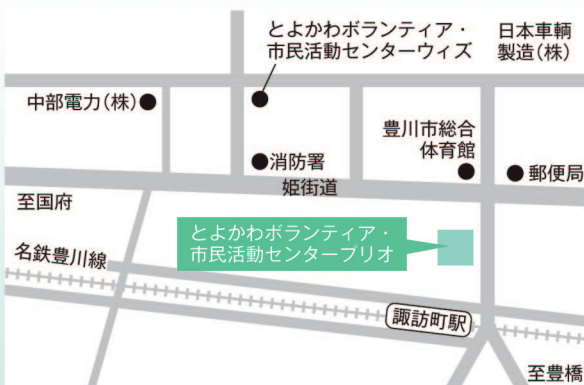 とよかわボランティア・
市民活動センターウィズ
日本車輌
製造(株)
中部電力(株)
豊川市総合
体育館
消防署
郵便局
姫街道
至国府
とよかわボランティア・
市民活動センタープリオ
名鉄豊川線
諏訪町駅
至豊橋